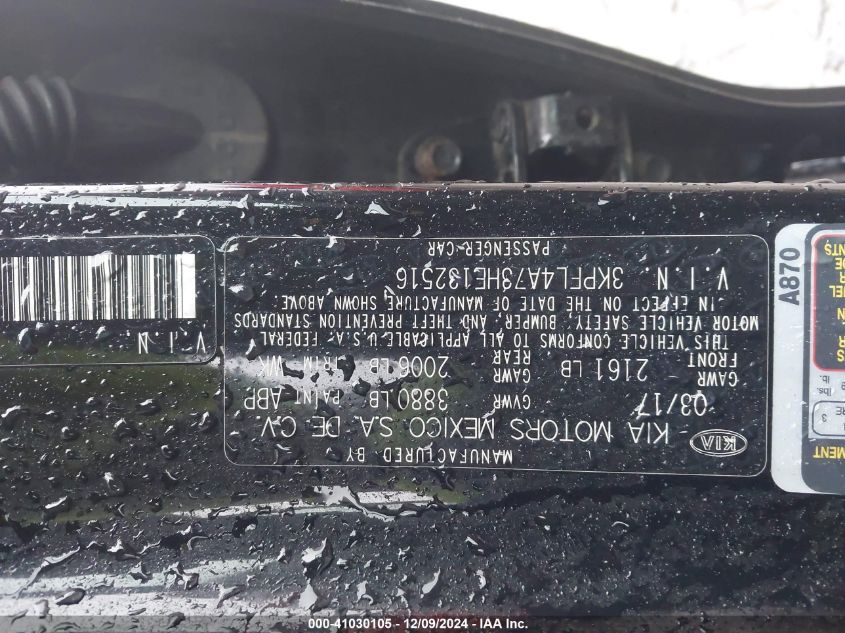 MANUFACTURED BY
KIA KIA MOTORS MEXICO S.A. DE CV.
03/17 GVWR 3880 LB PAINT ABP
GAWR FRONT 2161 LB GAWR REAR 2006 LB TRIM WK
THIS VEHICLE CONFORMS TO ALL APPLICABLE U.S.A. FEDERAL
MOTOR VEHICLE SAFETY, BUMPER, AND THEFT PREVENTION STANDARDS
IN EFFECT ON THE DATE OF MANUFACTURE SHOWN ABOVE.
V. I. N. 3KPFL4A73HE132516
PASSENGER CAR
V I N
A870
000-41030105 - 12/09/2024 - IAA Inc.